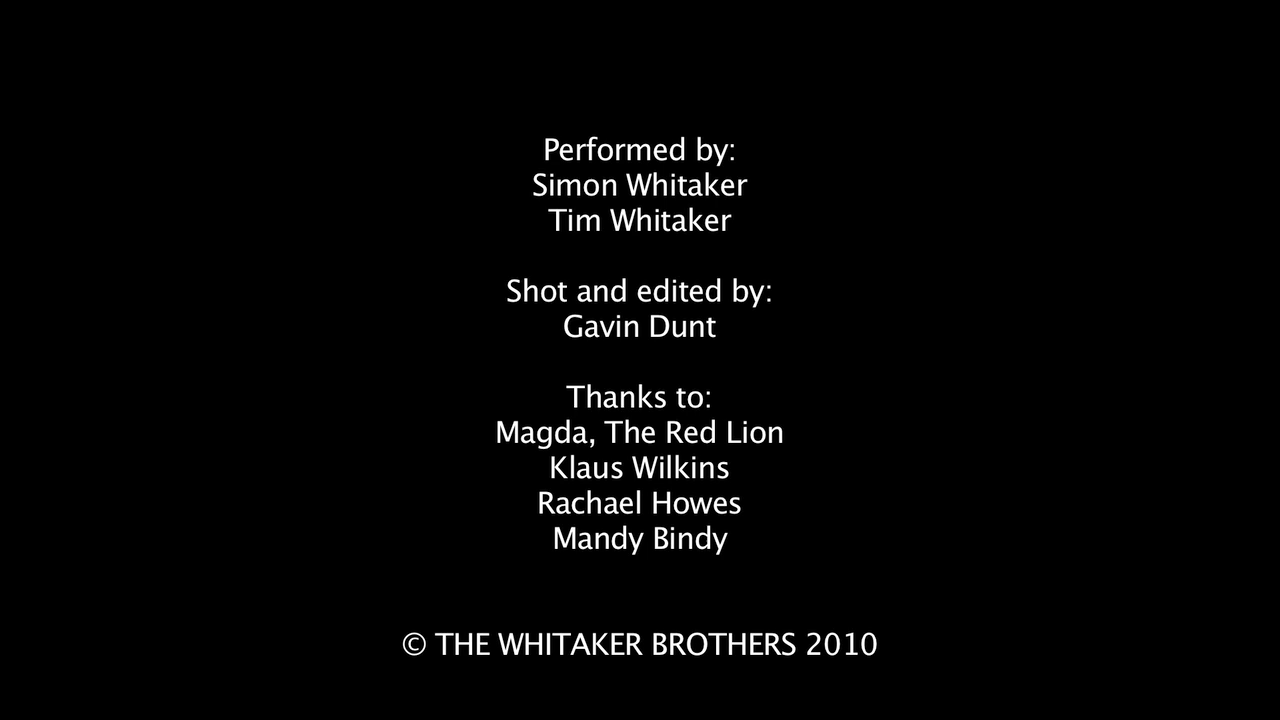 Performed by:
Simon Whitaker
Tim Whitaker
Shot and edited by:
Gavin Dunt
Thanks to:
Magda, The Red Lion
Klaus Wilkins
Rachael Howes
Mandy Bindy
© THE WHITAKER BROTHERS 2010